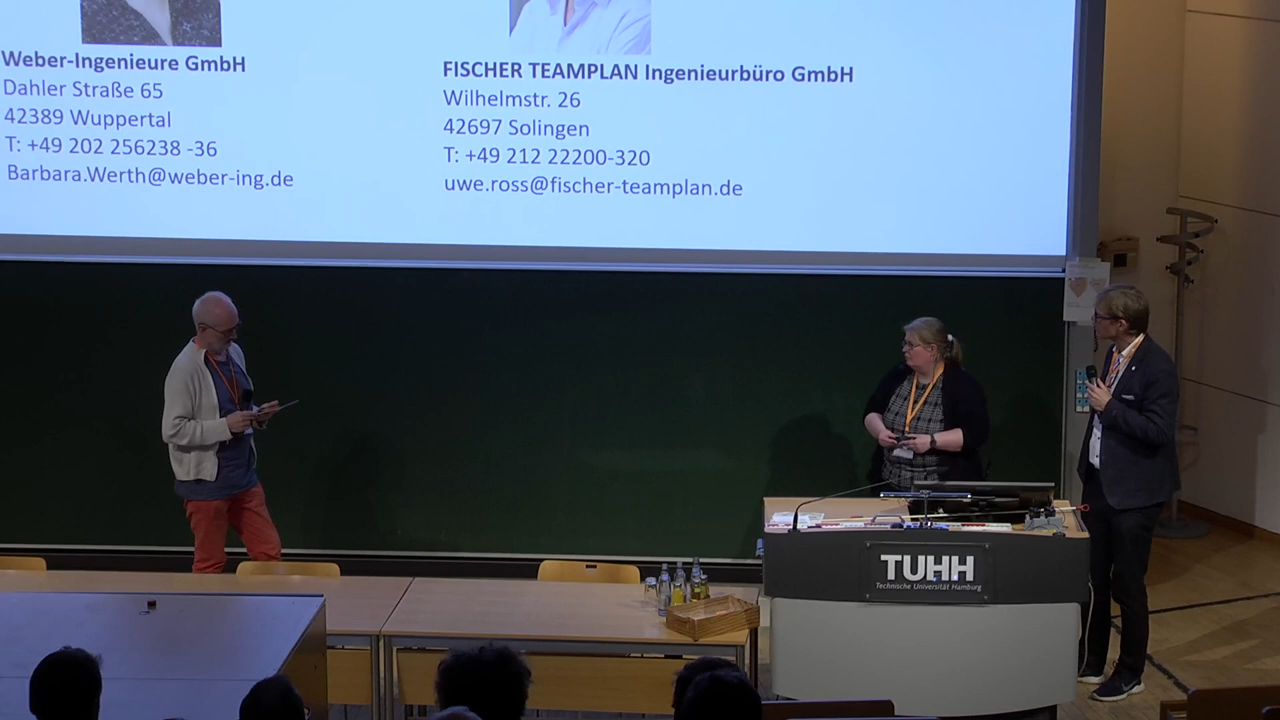 Weber-Ingenieure GmbH
Dahler Straße 65
42389 Wuppertal
T: +49 202 256238 -36
Barbara.Werth@weber-ing.de
FISCHER TEAMPLAN Ingenieurbüro GmbH
Wilhelmstr. 26
42697 Solingen
T: +49 212 22200-320
uwe.ross@fischer-teamplan.de
TUHH
Technische Universität Hamburg